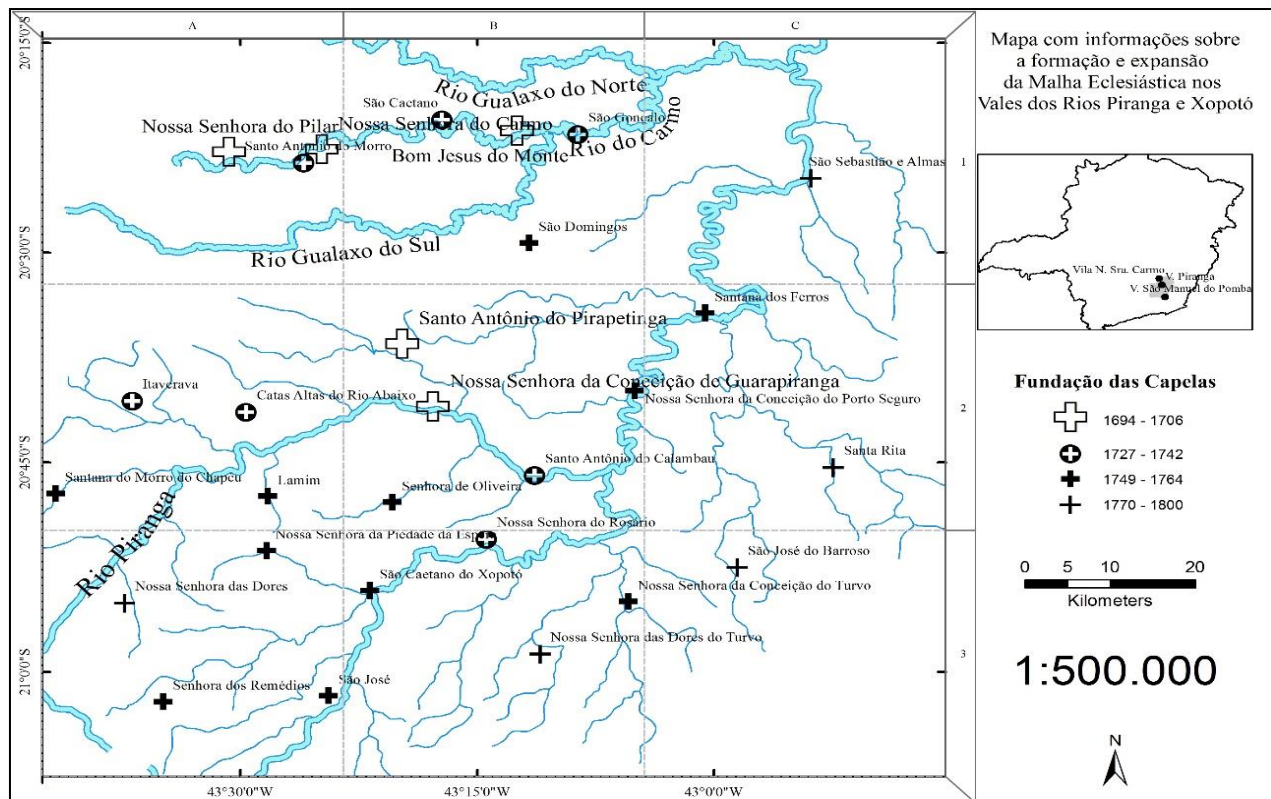 A
B
C
20°15'0"S
Rio Gualaxo do Norte
São Caetano
São Gonçalo
Nossa Senhora do Pilar
Nossa Senhora do Carmo
Santo Antônio do Morro
Bom Jesus do Monte
Rio do Carmo
São Sebastião e Almas
1
São Domingos
Rio Gualaxo do Sul
20°30'0"S
Santana dos Ferros
Santo Antônio do Pirapetinga
Nossa Senhora da Conceição de Guarapiranga
Itaverava
Catas Altas do Rio Abaixo
Nossa Senhora da Conceição do Porto Seguro
2
20°45'0"S
Santo Antônio do Calambau
Santa Rita
Santana do Morro do Chapéu
Lamim
Senhora de Oliveira
Rio Piranga
Nossa Senhora do Rosário
Nossa Senhora da Piedade da
São José do Barroso
São Caetano do Xopotó
Nossa Senhora das Dores
Nossa Senhora da Conceição do Turvo
Nossa Senhora das Dores do Turvo
3
21°0'0"S
Senhora dos Remédios
São José
43°30'0"W
43°15'0"W
43°0'0"W
Mapa com informações sobre
a formação e expansão
da Malha Eclesiástica nos
Vales dos Rios Piranga e Xopotó
Vila N. Sra. Carmo
V. Piranga
V. São Manuel do Pomba
Fundação das Capelas
1694 - 1706
1727 - 1742
1749 - 1764
1770 - 1800
0 5 10 20
Kilometers
1:500.000
N